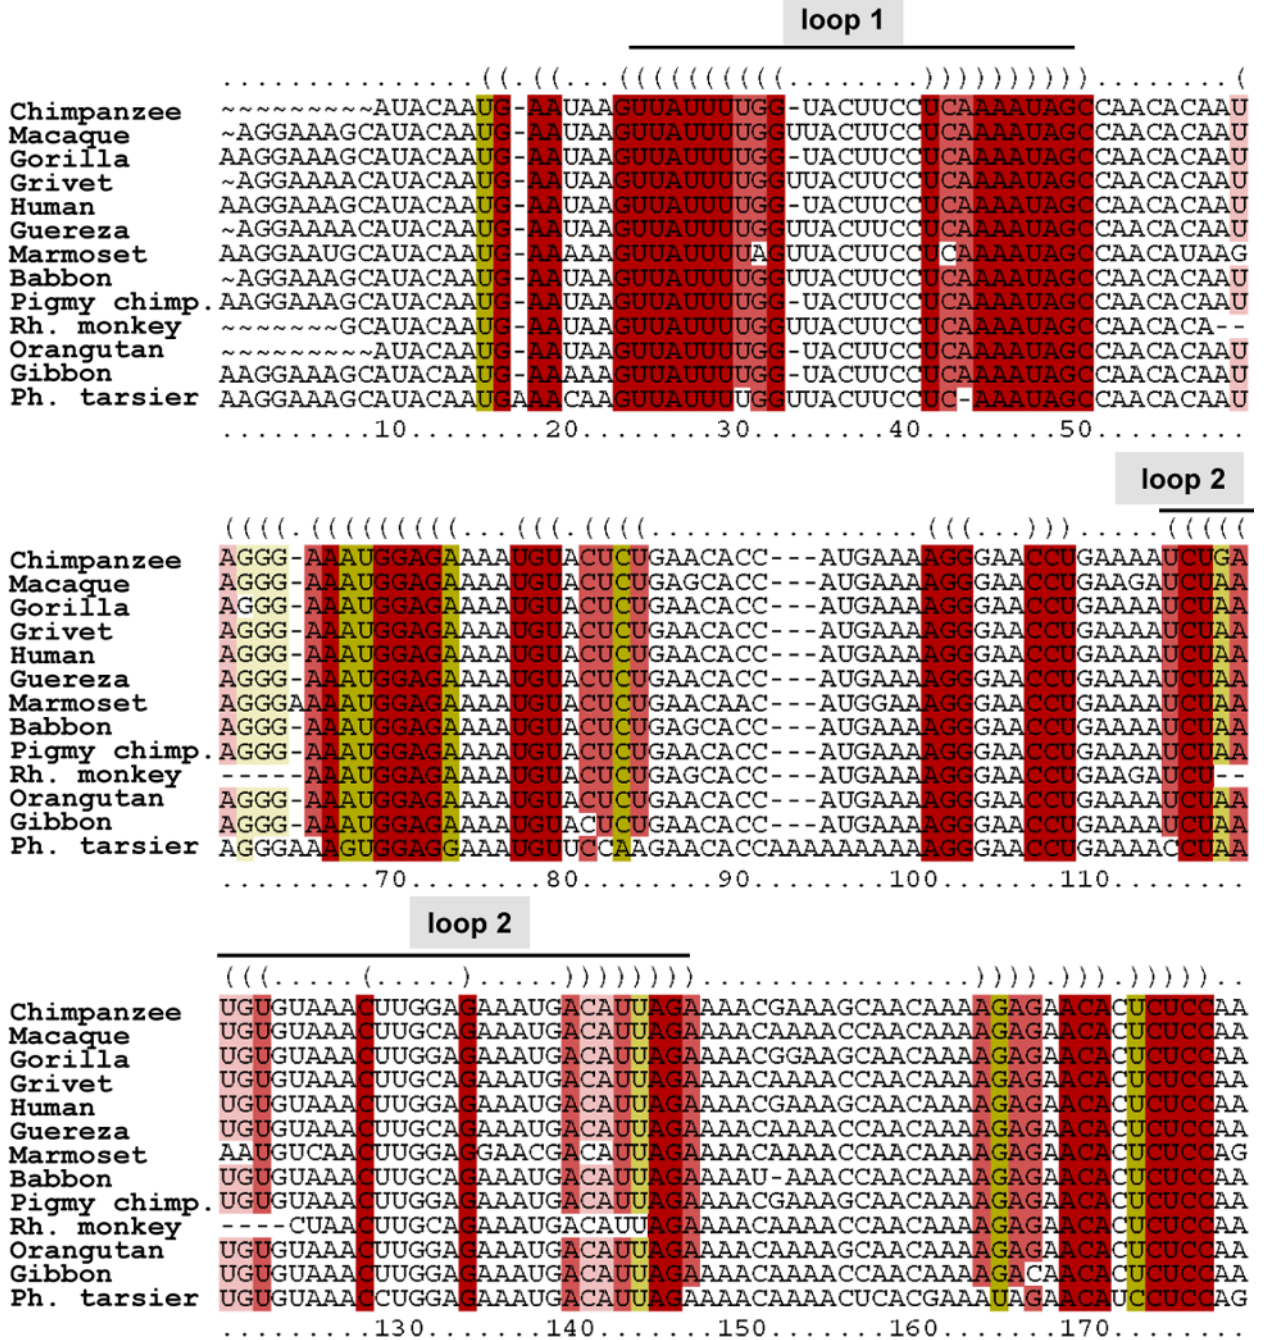 loop 1
...............((.((...((((((((((........))))))))))........(
Chimpanzee ~~~~~~~~~AUACAAUG-AAUAAGUUAUUUUGG-UACUUCCUCAAAAUAGCCAACACAAU
Macaque ~AGGAAAGCAUACAAUG-AAUAAGUUAUUUUGGUUACUUCCUCAAAAUAGCCAACACAAU
Gorilla AAGGAAAGCAUACAAUG-AAUAAGUUAUUUUGG-UACUUCCUCAAAAUAGCCAACACAAU
Grivet ~AGGAAAACAUACAAUG-AAUAAGUUAUUUUGGUUACUUCCUCAAAAUAGCCAACACAAU
Human AAGGAAAGCAUACAAUG-AAUAAGUUAUUUUGG-UACUUCCUCAAAAUAGCCAACACAAU
Guereza ~AGGAAAACAUACAAUG-AAUAAGUUAUUUUGGUUACUUCCUCAAAAUAGCCAACACAAU
Marmoset AAGGAAUGCAUACAAUG-AAAAAGUUAUUUUAGUUACUUCCUCAAAAUAGCCAACAUAAG
Babbon ~AGGAAAGCAUACAAUG-AAUAAGUUAUUUUGGUUACUUCCUCAAAAUAGCCAACACAAU
Pigmy chimp. AAGGAAAGCAUACAAUG-AAUAAGUUAUUUUGG-UACUUCCUCAAAAUAGCCAACACAAU
Rh. monkey ~~~~~~~GCAUACAAUG-AAUAAGUUAUUUUGGUUACUUCCUCAAAAUAGCCAACACA--
Orangutan ~~~~~~~~~AUACAAUG-AAUAAGUUAUUUUGG-UACUUCCUCAAAAUAGCCAACACAAU
Gibbon AAGGAAAGCAUACAAUG-AAAAAGUUAUUUUGG-UACUUCCUCAAAAUAGCCAACACAAU
Ph. tarsier AAGGAAAGCAUACAAUGAAACAAGUUAUUUUGGUUACUUCCUC-AAAUAGCCAACACAAU
.........10........20........30........40........50.........
loop 2
((((.(((((((((...(((.((((................(((...))).....(((((
Chimpanzee AGGG-AAAUGGAGAAAAUGUACUCUGAACACC---AUGAAAAGGGAACCUGAAAAUCUGA
Macaque AGGG-AAAUGGAGAAAAUGUACUCUGAGCACC---AUGAAAAGGGAACCUGAAGAUCUAA
Gorilla AGGG-AAAUGGAGAAAAUGUACUCUGAACACC---AUGAAAAGGGAACCUGAAAAUCUAA
Grivet AGGG-AAAUGGAGAAAAUGUACUCUGAACACC---AUGAAAAGGGAACCUGAAAAUCUAA
Human AGGG-AAAUGGAGAAAAUGUACUCUGAACACC---AUGAAAAGGGAACCUGAAAAUCUAA
Guereza AGGG-AAAUGGAGAAAAUGUACUCUGAACACC---AUGAAAAGGGAACCUGAAAAUCUAA
Marmoset AGGGAAAAUGGAGAAAAUGUACUCUGAACAAC---AUGGAAAGGGAACCUGAAAAUCUAA
Babbon AGGG-AAAUGGAGAAAAUGUACUCUGAGCACC---AUGAAAAGGGAACCUGAAAAUCUAA
Pigmy chimp. AGGG-AAAUGGAGAAAAUGUACUCUGAACACC---AUGAAAAGGGAACCUGAAAAUCUAA
Rh. monkey -----AAAUGGAGAAAAUGUACUCUGAGCACC---AUGAAAAGGGAACCUGAAGAUCU--
Orangutan AGGG-AAAUGGAGAAAAUGUACUCUGAACACC---AUGAAAAGGGAACCUGAAAAUCUAA
Gibbon AGGG-AAAUGGAGAAAAUGUACUCUGAACACC---AUGAAAAGGGAACCUGAAAAUCUAA
Ph. tarsier AGGGAAAGUGGAGGAAAUGUUCCAAGAACACCAAAAAAAAAAGGGAACCUGAAAACCUAA
.........70........80........90........100.......110........
loop 2
(((.....(.....).....))))))))................)))).))).)))))..
Chimpanzee UGUGUAAACUUGGAGAAAUGACAUUAGAAAACGAAAGCAACAAAAGAGAACACUCUCCAA
Macaque UGUGUAAACUUGCAGAAAUGACAUUAGAAAACAAAACCAACAAAAGAGAACACUCUCCAA
Gorilla UGUGUAAACUUGGAGAAAUGACAUUAGAAAACGGAAGCAACAAAAGAGAACACUCUCCAA
Grivet UGUGUAAACUUGCAGAAAUGACAUUAGAAAACAAAACCAACAAAAGAGAACACUCUCCAA
Human UGUGUAAACUUGGAGAAAUGACAUUAGAAAACGAAAGCAACAAAAGAGAACACUCUCCAA
Guereza UGUGUAAACUUGCAGAAAUGACAUUAGAAAACAAAACCAACAAAAGAGAACACUCUCCAA
Marmoset AAUGUCAACUUGGAGGAACGACAUUAGAAAACAAAACCAACAAAAGAGAACACUCUCCAG
Babbon UGUGUAAACUUGCAGAAAUGACAUUAGAAAAU-AAACCAACAAAAGAGAACACUCUCCAA
Pigmy chimp. UGUGUAAACUUGGAGAAAUGACAUUAGAAAACGAAAGCAACAAAAGAGAACACUCUCCAA
Rh. monkey ----CUAACUUGCAGAAAUGACAUUAGAAAACAAAACCAACAAAAGAGAACACUCUCCAA
Orangutan UGUGUAAACUUGGAGAAAUGACAUUAGAAAACAAAAGCAACAAAAGAGAACACUCUCCAA
Gibbon UGUGUAAACUUGGAGAAAUGACAUUAGAAAACAAAACCAACAAAAGACAACACUCUCCAA
Ph. tarsier UGUGUAAACCUGGAGAAAUGACAUUAGAAAACAAAACUCACGAAAUAGAACAUCCUCCAG
.........130.......140.......150.......160.......170........